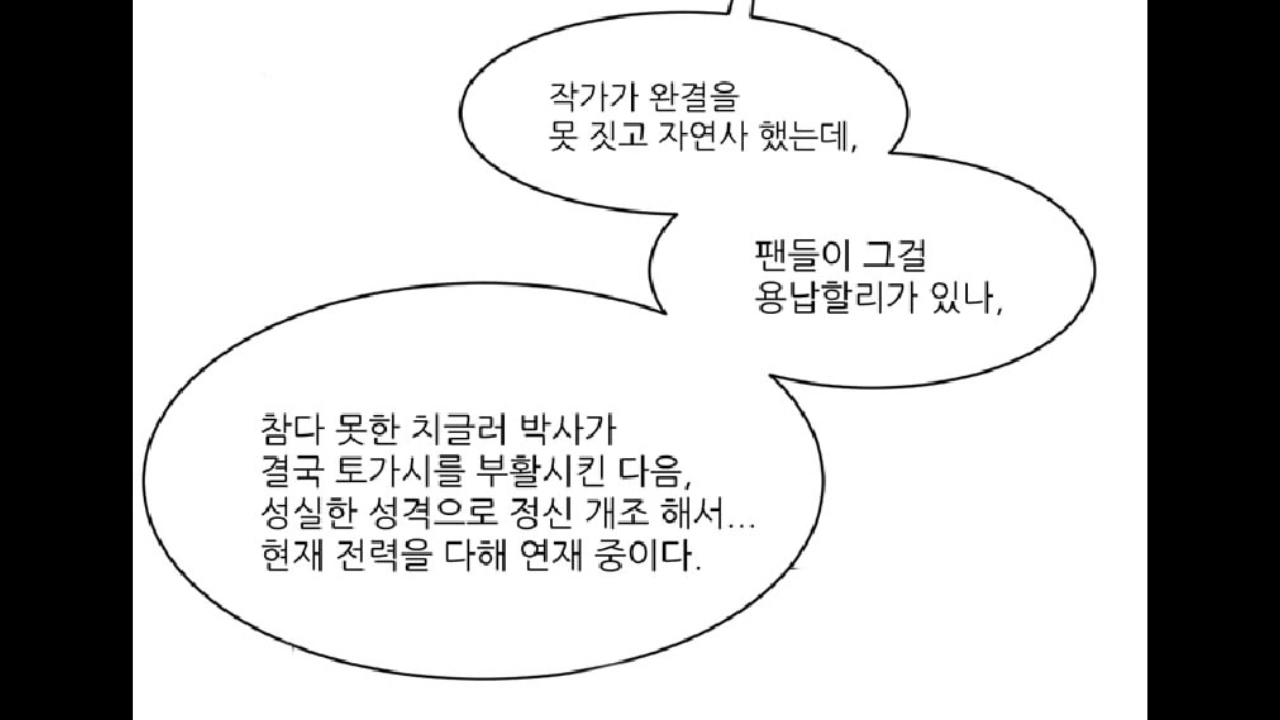 작가가 완결을
못 짓고 자연사 했는데,
팬들이 그걸
용납할리가 있나,
참다 못한 치글러 박사가
결국 토가시를 부활시킨 다음,
성실한 성격으로 정신 개조 해서...
현재 전력을 다해 연재 중이다.